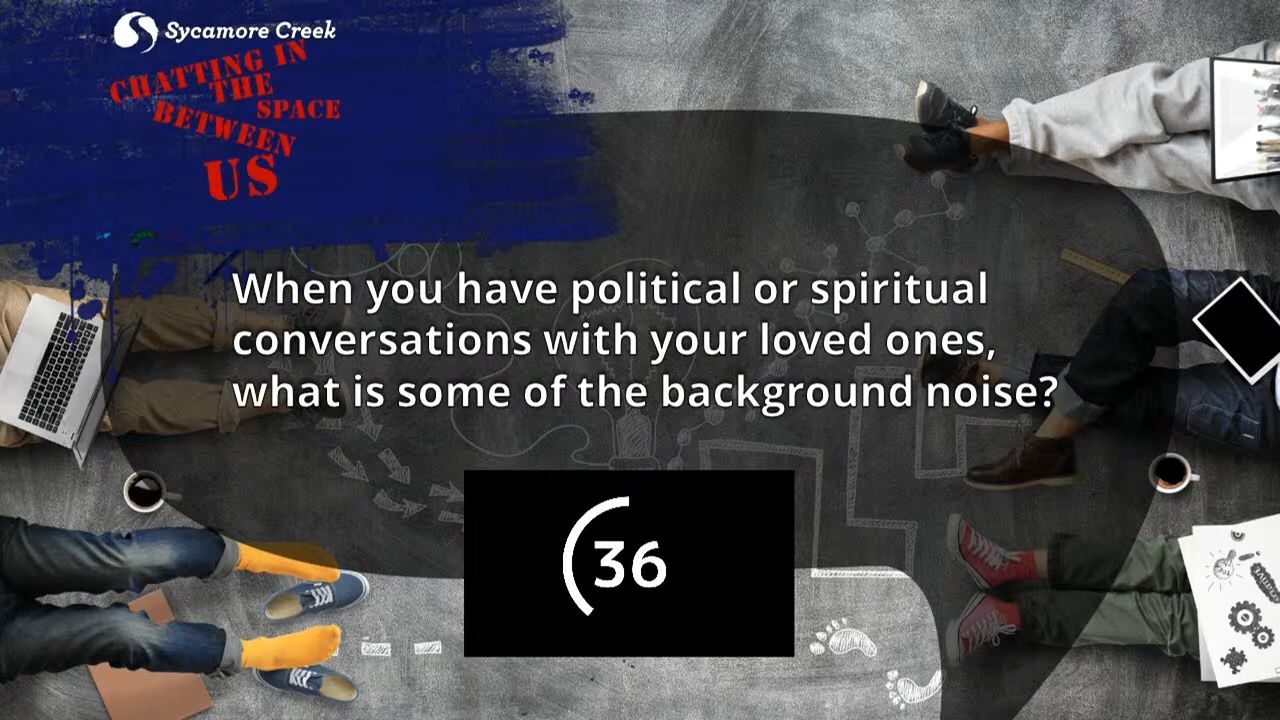 Sycamore Creek
CHATTING IN
THE
SPACE
BETWEEN
US
When you have political or spiritual
conversations with your loved ones,
what is some of the background noise?
36